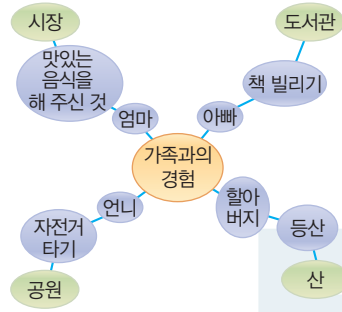 시장
맛있는
음식을
해 주신 것
엄마
도서관
책 빌리기
아빠
가족과의
경험
언니
자전거
타기
공원
할아
버지
등산
산